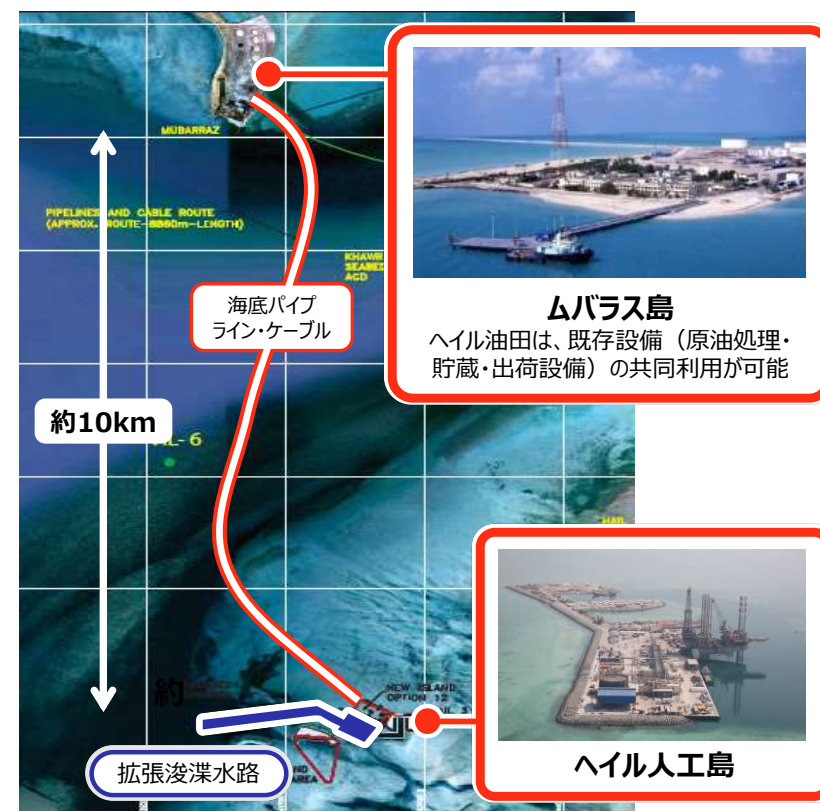 MUBARRAZ
PIPELINES AND CABLE ROUTE
ムバラス島
ヘイル油田は、既存設備（原油処理・
貯蔵・出荷設備）の共同利用が可能
海底パイプ
ライン・ケーブル
約10km
約
NEW ISLAND
OPTION 12
ヘイル人工島
拡張浚渫水路